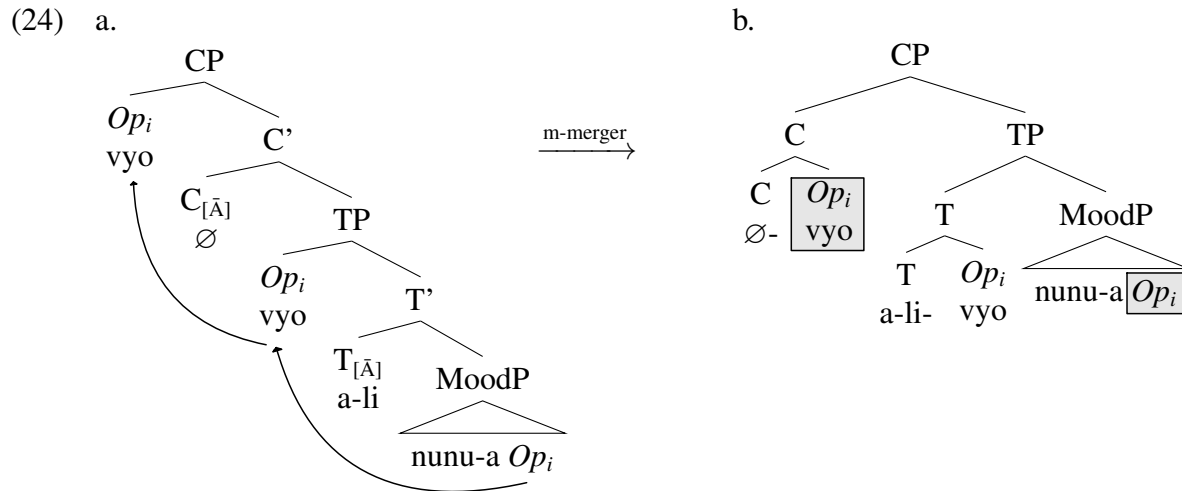 (24) a. b.
CP CP
Opᵢ C' m-merger C TP
vyo
C[Ā] TP C Opᵢ T MoodP
∅ ∅- vyo
Opᵢ T' T Opᵢ nunu-a Opᵢ
vyo a-li- vyo
T[Ā] MoodP
a-li
nunu-a Opᵢ